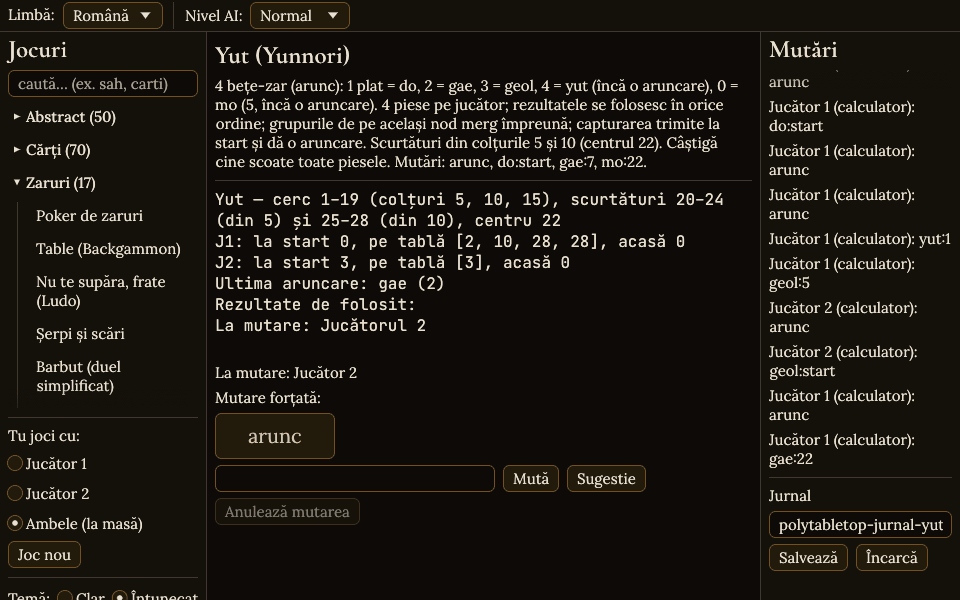 Limbă: Română ▼ Nivel AI: Normal ▼
Jocuri
caută... (ex. sah, carti)
▸ Abstract (50)
▸ Cărți (70)
▾ Zaruri (17)
Poker de zaruri
Table (Backgammon)
Nu te supăra, frate
(Ludo)
Șerpi și scări
Barbut (duel
simplificat)
Tu joci cu:
Jucător 1
Jucător 2
Ambele (la masă)
Joc nou
Temă: Clar Întunecat
Yut (Yunnori)
4 bețe-zar (arunc): 1 plat = do, 2 = gae, 3 = geol, 4 = yut (încă o aruncare), 0 =
mo (5, încă o aruncare). 4 piese pe jucător; rezultatele se folosesc în orice
ordine; grupurile de pe același nod merg împreună; capturarea trimite la
start și dă o aruncare. Scurtături din colțurile 5 și 10 (centrul 22). Câștigă
cine scoate toate piesele. Mutări: arunc, do:start, gae:7, mo:22.
Yut — cerc 1–19 (colțuri 5, 10, 15), scurtături 20–24
(din 5) și 25–28 (din 10), centru 22
J1: la start 0, pe tablă [2, 10, 28, 28], acasă 0
J2: la start 3, pe tablă [3], acasă 0
Ultima aruncare: gae (2)
Rezultate de folosit:
La mutare: Jucătorul 2
La mutare: Jucător 2
Mutare forțată:
arunc
Mută Sugestie
Anulează mutarea
Mutări
arunc
Jucător 1 (calculator):
do:start
Jucător 1 (calculator):
arunc
Jucător 1 (calculator):
arunc
Jucător 1 (calculator): yut:1
Jucător 1 (calculator):
geol:5
Jucător 2 (calculator):
arunc
Jucător 2 (calculator):
geol:start
Jucător 1 (calculator):
arunc
Jucător 1 (calculator):
gae:22
Jurnal
polytabletop-jurnal-yut
Salvează Încarcă